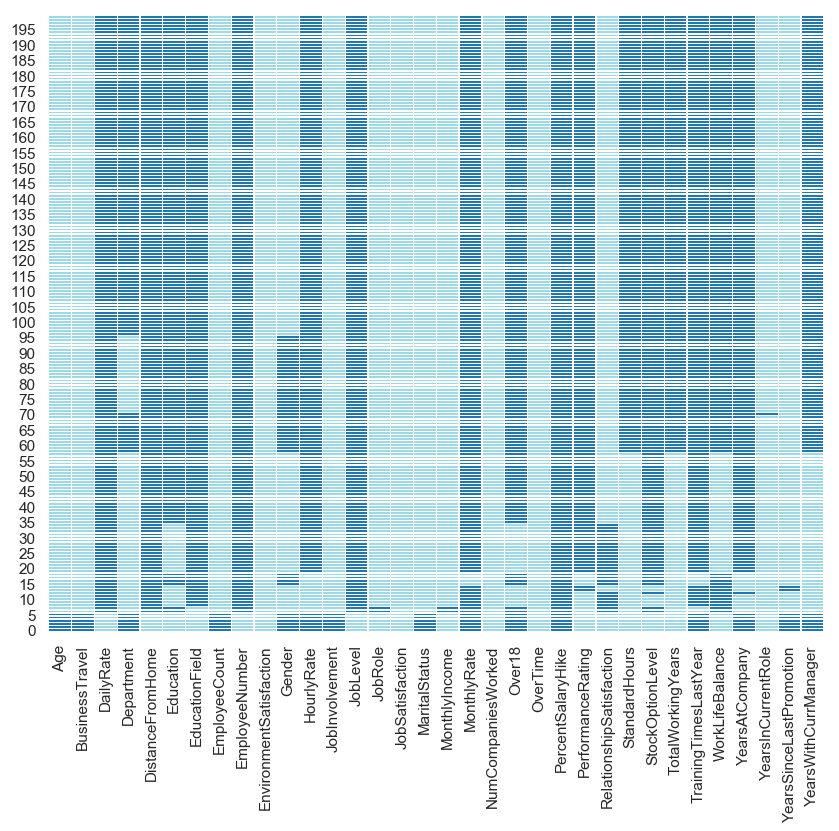 195
190
185
180
175
170
165
160
155
150
145
140
135
130
125
120
115
110
105
100
95
90
85
80
75
70
65
60
55
50
45
40
35
30
25
20
15
10
5
0
Age
BusinessTravel
DailyRate
Department
DistanceFromHome
Education
EducationField
EmployeeCount
EmployeeNumber
EnvironmentSatisfaction
Gender
HourlyRate
JobInvolvement
JobLevel
JobRole
JobSatisfaction
MaritalStatus
MonthlyIncome
MonthlyRate
NumCompaniesWorked
Over18
OverTime
PercentSalaryHike
PerformanceRating
RelationshipSatisfaction
StandardHours
StockOptionLevel
TotalWorkingYears
TrainingTimesLastYear
WorkLifeBalance
YearsAtCompany
YearsInCurrentRole
YearsSinceLastPromotion
YearsWithCurrManager